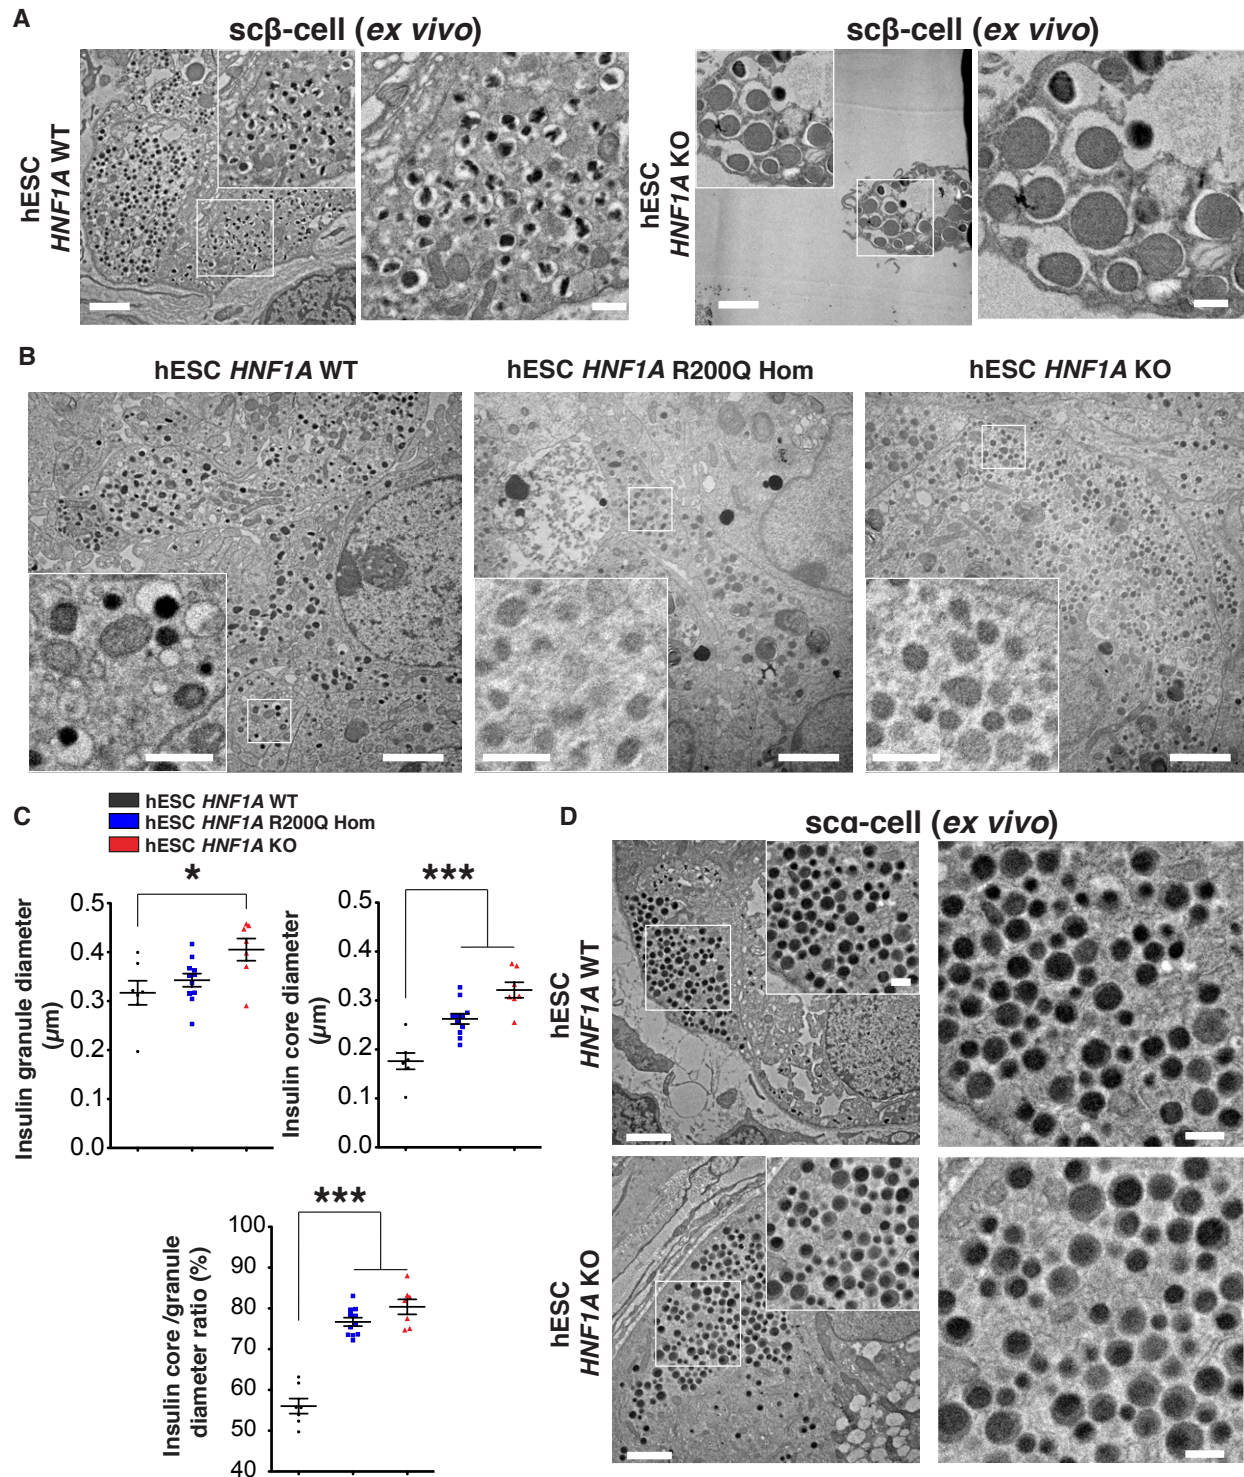 A
scβ-cell (ex vivo)
scβ-cell (ex vivo)
hESC
HNF1A WT
hESC
HNF1A KO
B
hESC HNF1A WT
hESC HNF1A R200Q Hom
hESC HNF1A KO
C
hESC HNF1A WT
hESC HNF1A R200Q Hom
hESC HNF1A KO
Insulin granule diameter
(µm)
0.5
0.4
0.3
0.2
0.1
0.0
*
Insulin core diameter
(µm)
0.5
0.4
0.3
0.2
0.1
0.0
***
Insulin core /granule
diameter ratio (%)
100
90
80
70
60
50
40
***
D
scα-cell (ex vivo)
hESC
HNF1A WT
hESC
HNF1A KO